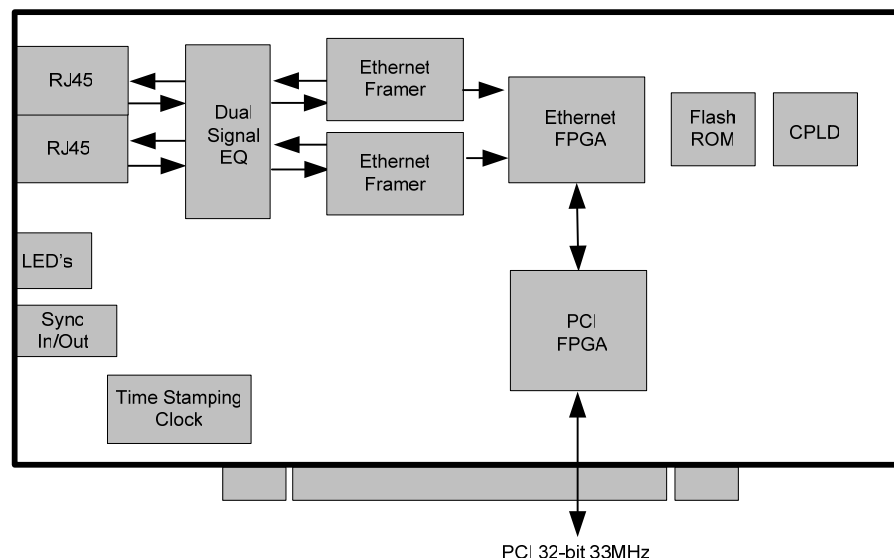 RJ45
RJ45
Dual
Signal
EQ
Ethernet
Framer
Ethernet
Framer
Ethernet
FPGA
Flash
ROM
CPLD
LED's
Sync
In/Out
Time Stamping
Clock
PCI
FPGA
PCI 32-bit 33MHz